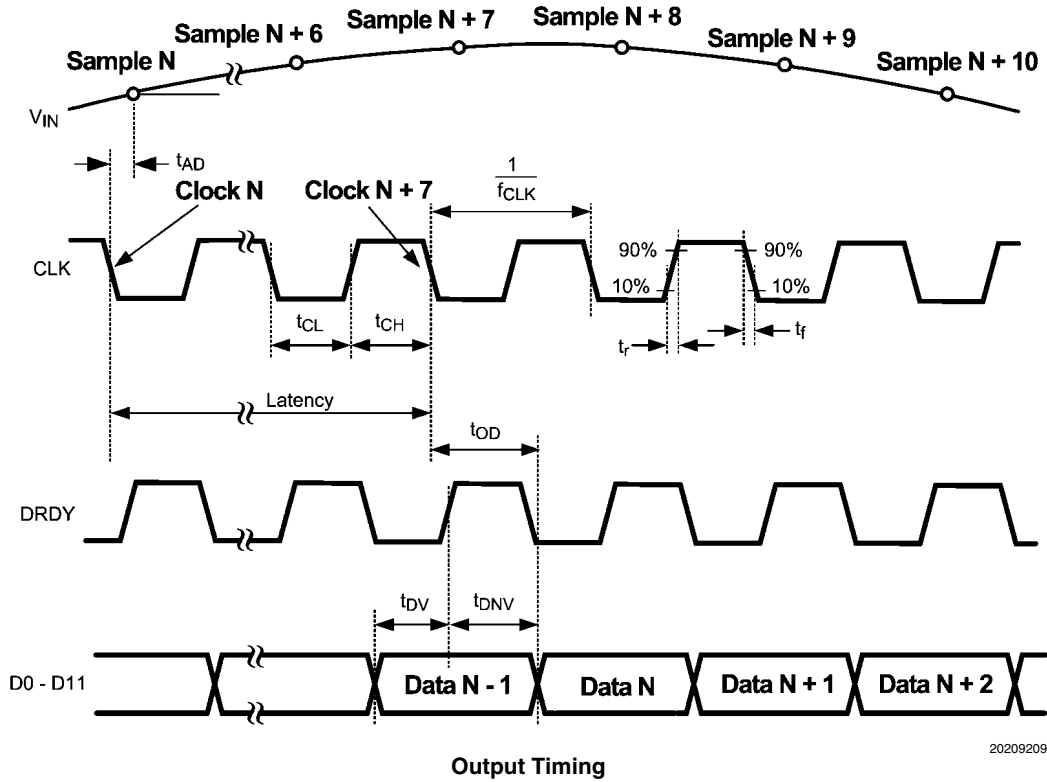 Sample N
Sample N + 6
Sample N + 7
Sample N + 8
Sample N + 9
Sample N + 10
VIN
tAD
Clock N
Clock N + 7
1
fCLK
CLK
90%
10%
90%
10%
tCL
tCH
tr
tf
Latency
tOD
DRDY
tDV
tDNV
D0 - D11
Data N - 1
Data N
Data N + 1
Data N + 2
20209209
Output Timing